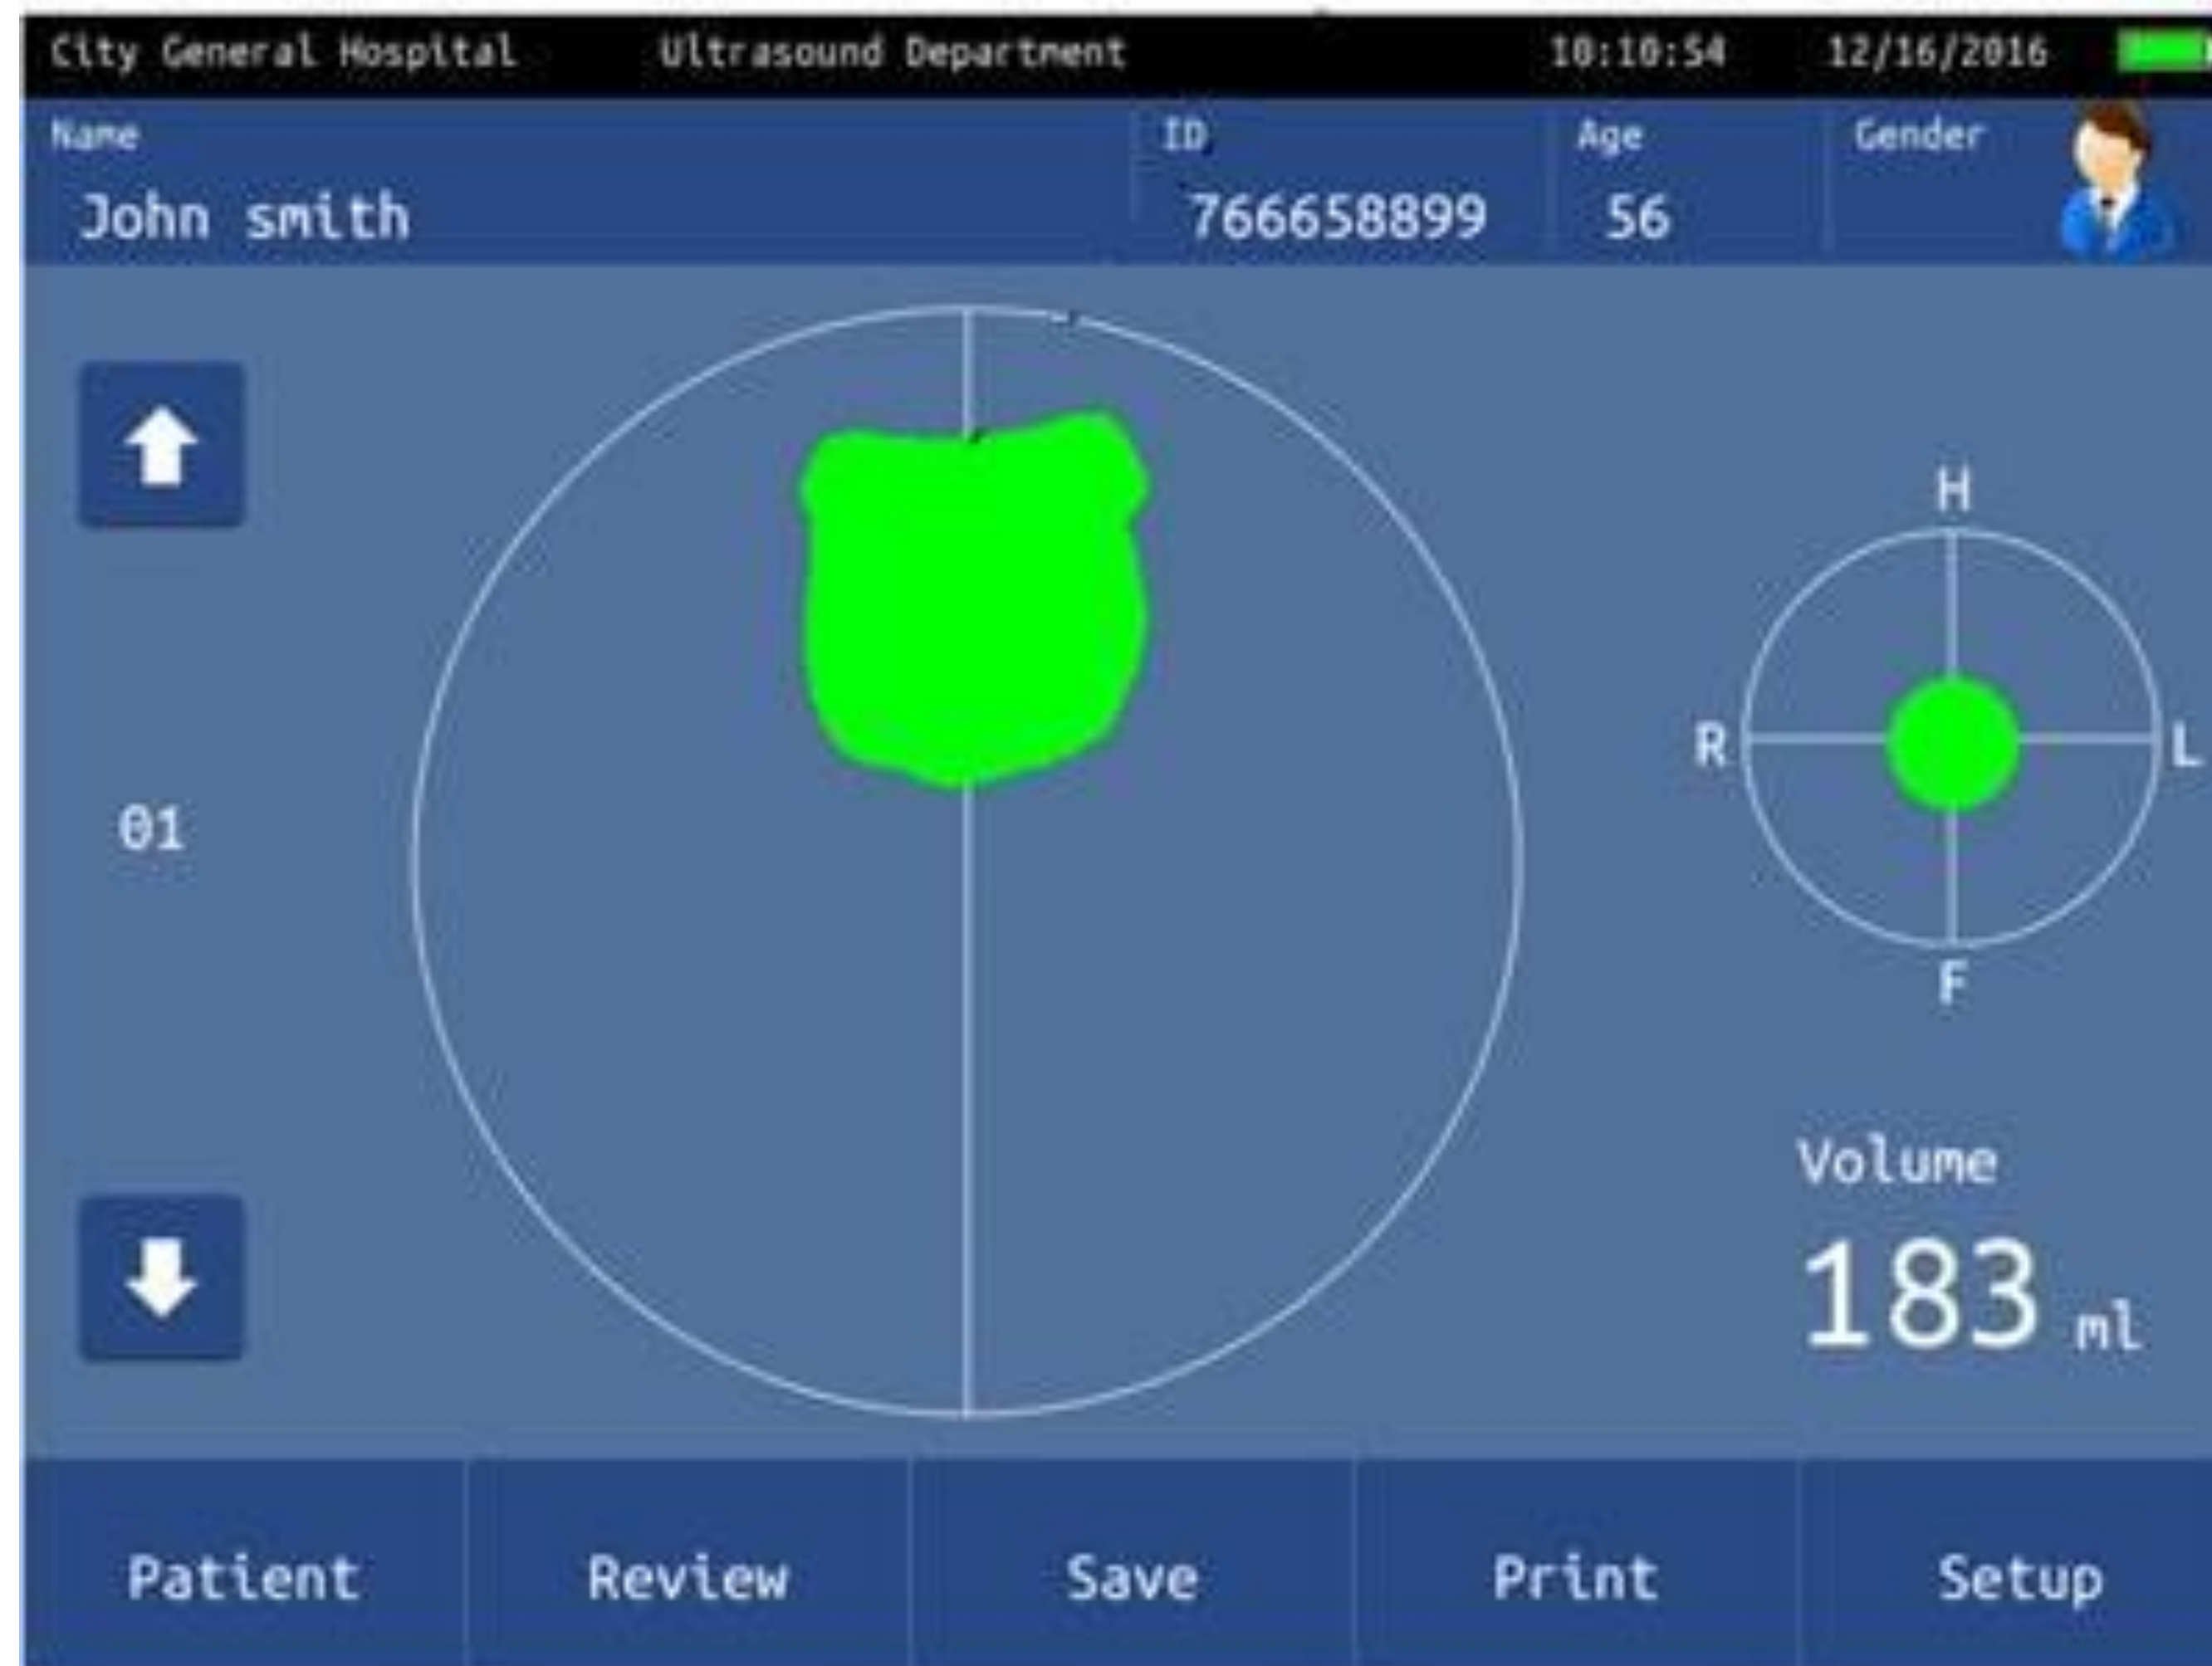 City General Hospital Ultrasound Department 10:10:54 12/16/2016
Name ID Age Gender
John smith 766658899 56
H
R L
01
F
Volume
183 ml
Patient Review Save Print Setup